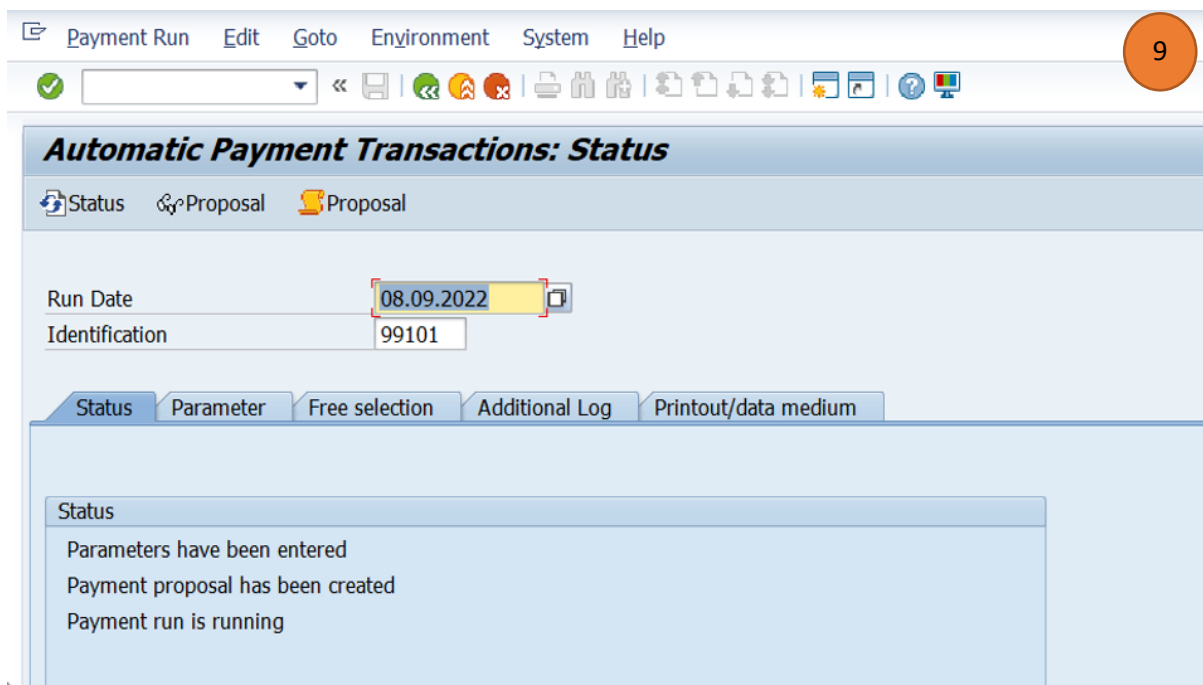 Payment Run Edit Goto Environment System Help
9
Automatic Payment Transactions: Status
Status Proposal Proposal
Run Date 08.09.2022
Identification 99101
Status Parameter Free selection Additional Log Printout/data medium
Status
Parameters have been entered
Payment proposal has been created
Payment run is running